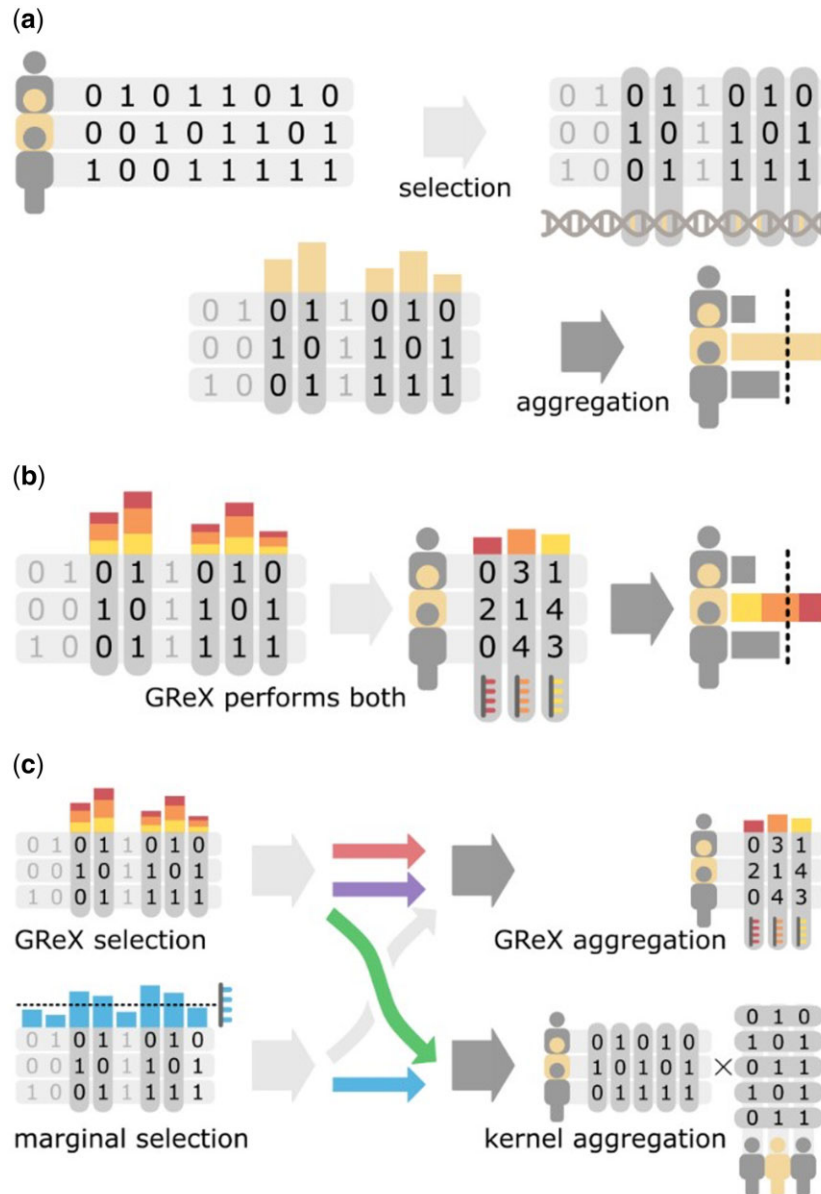 (a)
0 1 0 1 1 0 1 0
0 0 1 0 1 1 0 1
1 0 0 1 1 1 1 1
selection
0 1 0 1 1 0 1 0
0 0 1 0 1 1 0 1
1 0 0 1 1 1 1 1
0 1 0 1 1 0 1 0
0 0 1 0 1 1 0 1
1 0 0 1 1 1 1 1
aggregation
(b)
0 1 0 1 1 0 1 0
0 0 1 0 1 1 0 1
1 0 0 1 1 1 1 1
GReX performs both
0 3 1
2 1 4
0 4 3
(c)
0 1 0 1 1 0 1 0
0 0 1 0 1 1 0 1
1 0 0 1 1 1 1 1
GReX selection
0 3 1
2 1 4
0 4 3
GReX aggregation
0 1 0 1 1 0 1 0
0 0 1 0 1 1 0 1
1 0 0 1 1 1 1 1
marginal selection
0 1 0 1 0
1 0 1 0 1
0 1 1 1 1
×
0 1 0
1 0 1
0 1 1
1 0 1
0 1 1
kernel aggregation